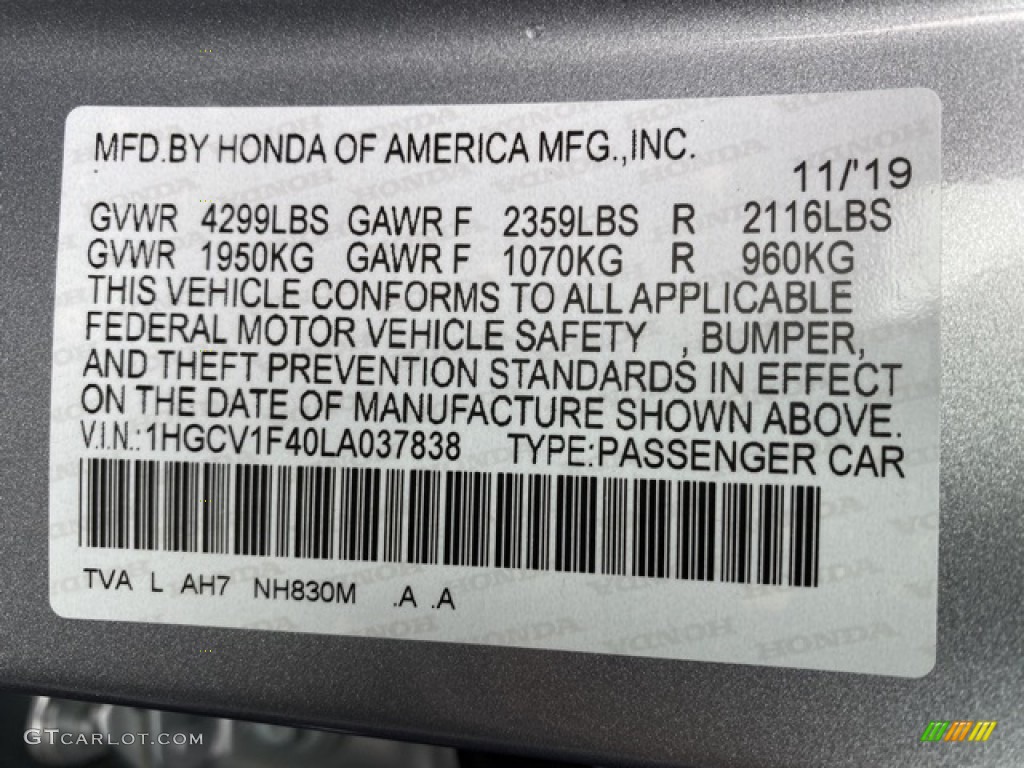 MFD.BY HONDA OF AMERICA MFG.,INC.
11/'19
GVWR 4299LBS GAWR F 2359LBS R 2116LBS
GVWR 1950KG GAWR F 1070KG R 960KG
THIS VEHICLE CONFORMS TO ALL APPLICABLE
FEDERAL MOTOR VEHICLE SAFETY , BUMPER,
AND THEFT PREVENTION STANDARDS IN EFFECT
ON THE DATE OF MANUFACTURE SHOWN ABOVE.
V.I.N.:1HGCV1F40LA037838 TYPE:PASSENGER CAR
TVA L AH7 NH830M .A .A
GTCARLOT.COM